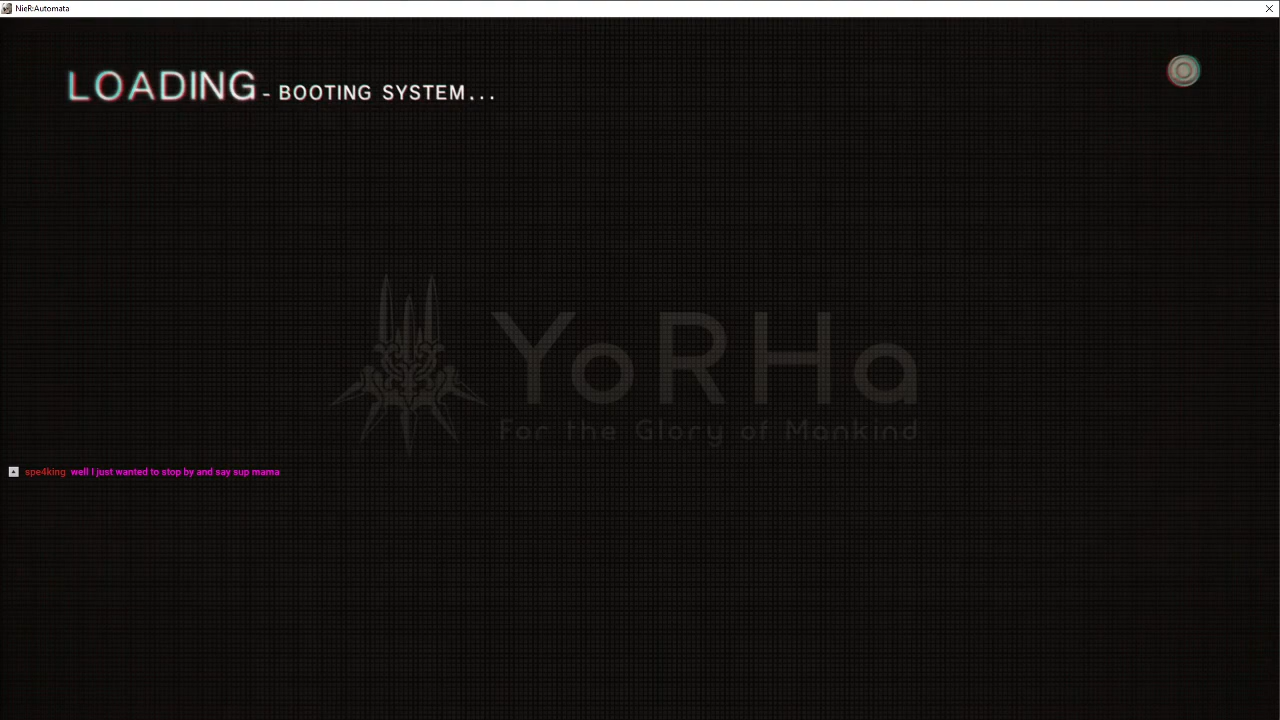 NieR:Automata
LOADING - BOOTING SYSTEM...
YoRHa
For the Glory of Mankind
spe4king well I just wanted to stop by and say sup mama